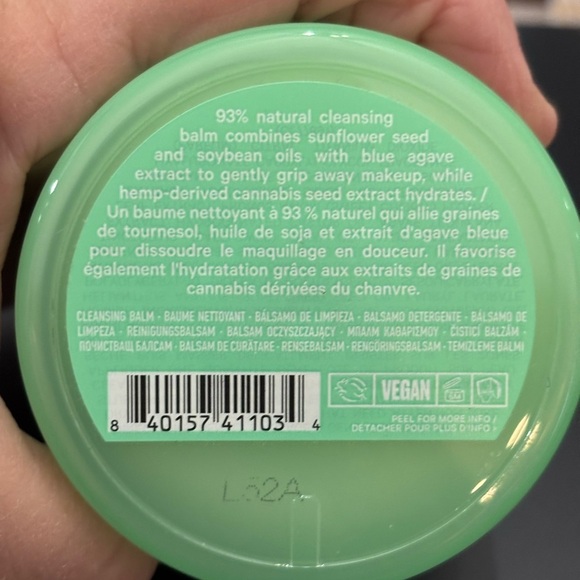 93% natural cleansing
balm combines sunflower seed
and soybean oils with blue agave
extract to gently grip away makeup, while
hemp-derived cannabis seed extract hydrates. /
Un baume nettoyant à 93 % naturel qui allie graines
de tournesol, huile de soja et extrait d'agave bleue
pour dissoudre le maquillage en douceur. Il favorise
également l'hydratation grâce aux extraits de graines de
cannabis dérivées du chanvre.
CLEANSING BALM · BAUME NETTOYANT · BÁLSAMO DE LIMPIEZA · BALSAMO DETERGENTE · BÁLSAMO DE
LIMPEZA · REINIGUNGSBALSAM · BALSAM OCZYSZCZAJĄCY · ΜΠΑΛΜ ΚΑΘΑΡΙΣΜΟΥ · ČISTICÍ BALZÁM ·
ПОЧИСТВАЩ БАЛСАМ · BALSAM DE CURĂȚARE · RENSEBALSAM · RENGÖRINGSBALSAM · TEMIZLEME BALMI
VEGAN
8 40157 41103 4
PEEL FOR MORE INFO /
DÉTACHER POUR PLUS D'INFO >